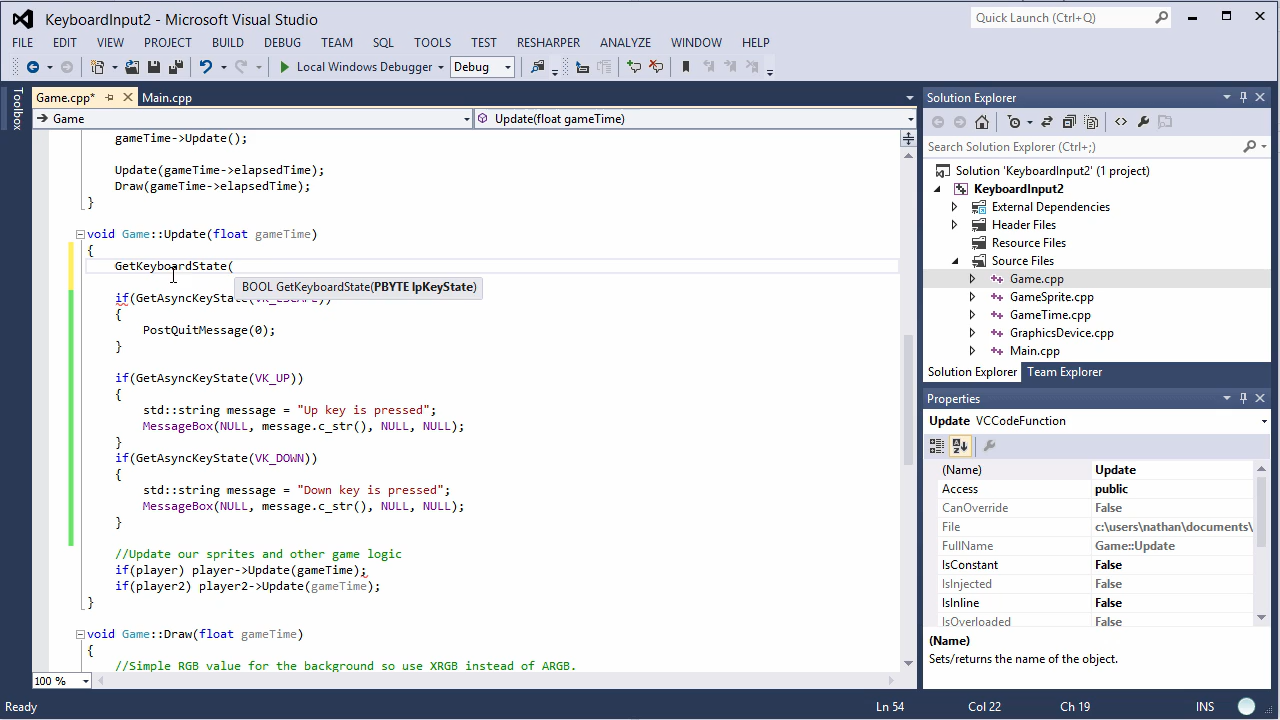 KeyboardInput2 - Microsoft Visual Studio
Quick Launch (Ctrl+Q)
FILE EDIT VIEW PROJECT BUILD DEBUG TEAM SQL TOOLS TEST RESHARPER ANALYZE WINDOW HELP
Local Windows Debugger Debug
Toolbox
Game.cpp* Main.cpp
Game Update(float gameTime)
gameTime->Update();
Update(gameTime->elapsedTime);
Draw(gameTime->elapsedTime);
}
void Game::Update(float gameTime)
{
GetKeyboardState(
BOOL GetKeyboardState(PBYTE lpKeyState)
if(GetAsyncKeyState(VK_ESCAPE))
{
PostQuitMessage(0);
}
if(GetAsyncKeyState(VK_UP))
{
std::string message = "Up key is pressed";
MessageBox(NULL, message.c_str(), NULL, NULL);
}
if(GetAsyncKeyState(VK_DOWN))
{
std::string message = "Down key is pressed";
MessageBox(NULL, message.c_str(), NULL, NULL);
}
//Update our sprites and other game logic
if(player) player->Update(gameTime);
if(player2) player2->Update(gameTime);
}
void Game::Draw(float gameTime)
{
//Simple RGB value for the background so use XRGB instead of ARGB.
100 %
Solution Explorer
Search Solution Explorer (Ctrl+;)
Solution 'KeyboardInput2' (1 project)
KeyboardInput2
External Dependencies
Header Files
Resource Files
Source Files
Game.cpp
GameSprite.cpp
GameTime.cpp
GraphicsDevice.cpp
Main.cpp
Solution Explorer Team Explorer
Properties
Update VCCodeFunction
(Name) Update
Access public
CanOverride False
File c:\users\nathan\documents\
FullName Game::Update
IsConstant False
IsInjected False
IsInline False
IsOverloaded False
(Name)
Sets/returns the name of the object.
Ready Ln 54 Col 22 Ch 19 INS